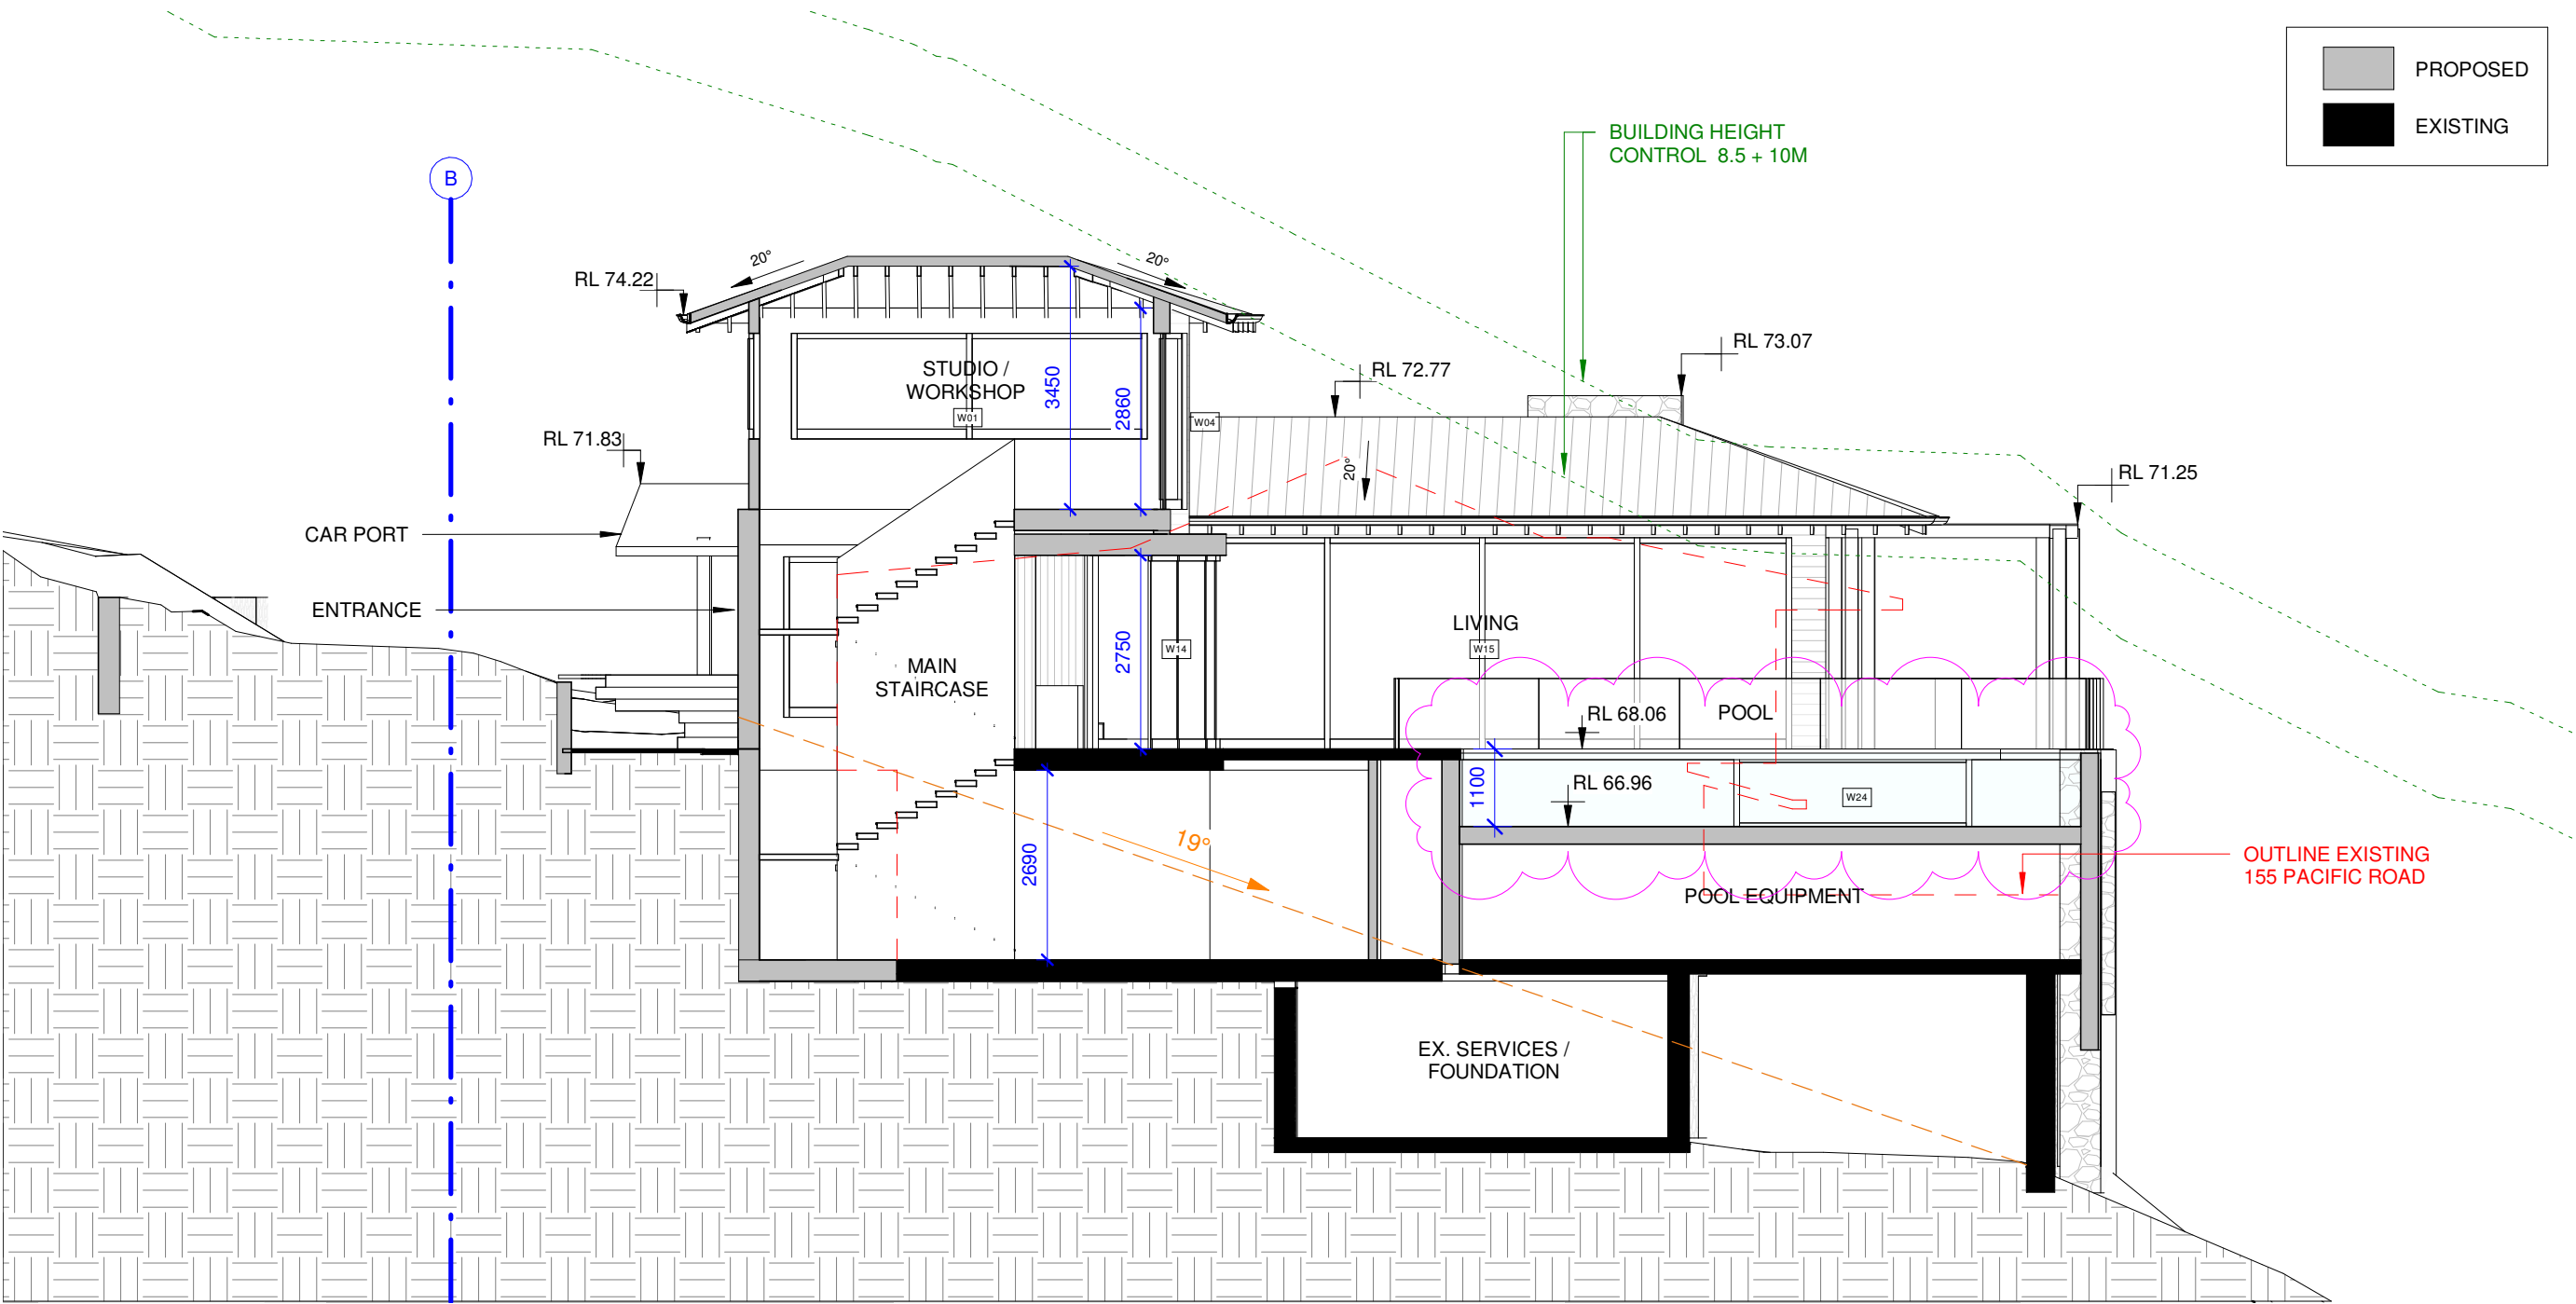 PROPOSED
EXISTING
BUILDING HEIGHT
CONTROL 8.5 + 10M
B
20°
20°
RL 74.22
RL 73.07
RL 72.77
STUDIO /
WORKSHOP
W01
3450
2860
W04
RL 71.83
20°
RL 71.25
CAR PORT
ENTRANCE
LIVING
W15
W14
2750
MAIN
STAIRCASE
RL 68.06
POOL
1100
RL 66.96
W24
19°
2690
OUTLINE EXISTING
155 PACIFIC ROAD
POOL EQUIPMENT
EX. SERVICES /
FOUNDATION